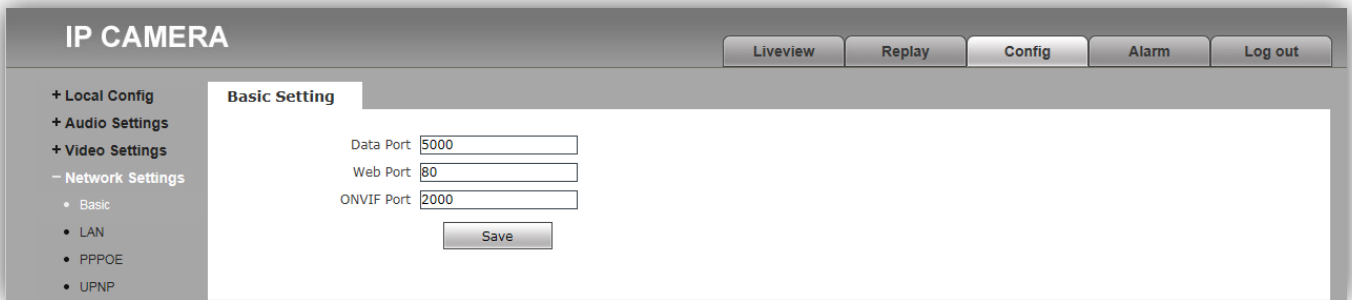 IP CAMERA
Liveview Replay Config Alarm Log out
+ Local Config
+ Audio Settings
+ Video Settings
− Network Settings
• Basic
• LAN
• PPPOE
• UPNP
Basic Setting
Data Port 5000
Web Port 80
ONVIF Port 2000
Save